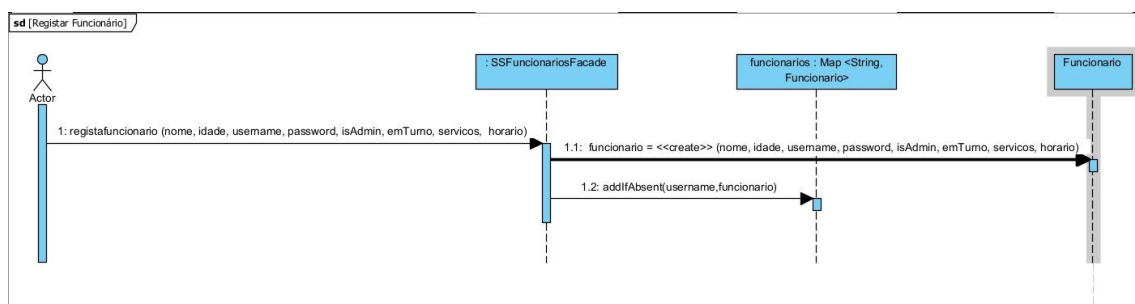 sd [Registar Funcionário]
Actor
: SSFuncionariosFacade
funcionarios : Map <String,
Funcionario>
Funcionario
1: registafuncionario (nome, idade, username, password, isAdmin, emTurno, servicos, horario)
1.1: funcionario = <<create>> (nome, idade, username, password, isAdmin, emTurno, servicos, horario)
1.2: addIfAbsent(username,funcionario)